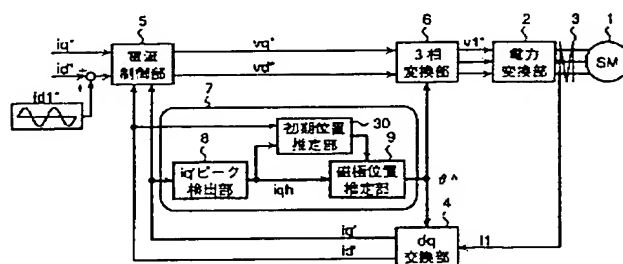 5
6
2
3
1
iq*
id*
id1*
電流
制御部
vq*
vd*
3相
変換部
v1*
電力
変換部
SM
7
8
30
9
初期位置
推定部
iq'ピーク
検出部
iqh
磁極位置
推定部
θ^
iq'
id'
4
dq
変換部
I1